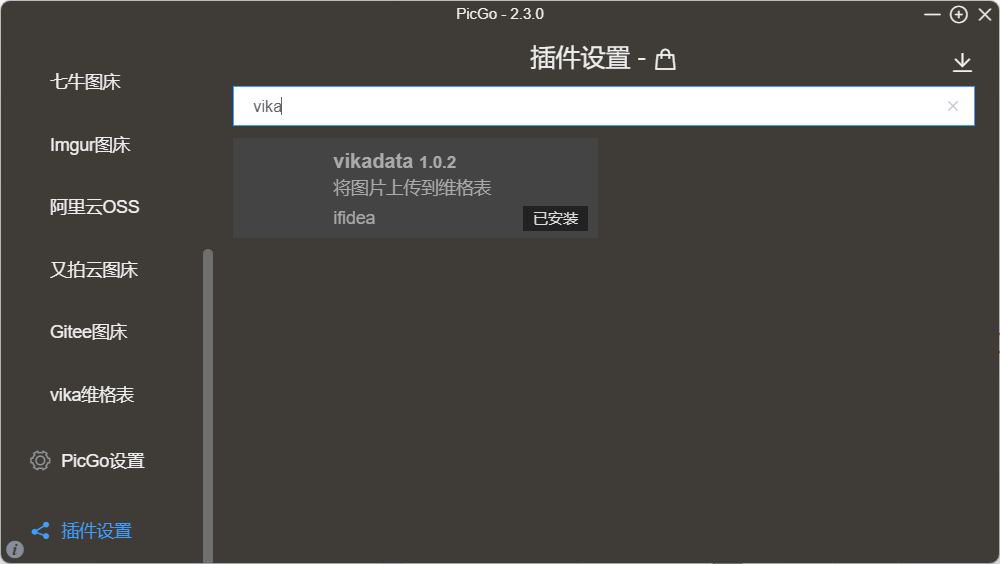 PicGo - 2.3.0
七牛图床
Imgur图床
阿里云OSS
又拍云图床
Gitee图床
vika维格表
PicGo设置
插件设置
插件设置 -
vika
vikadata 1.0.2
将图片上传到维格表
ifidea
已安装